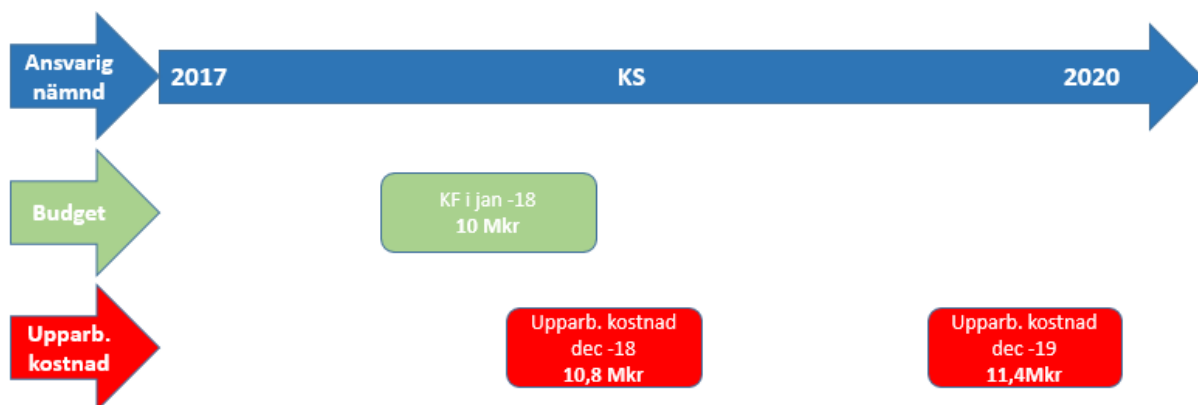 Ansvarig
nämnd
2017
KS
2020
Budget
KF i jan -18
10 Mkr
Upparb.
kostnad
Upparb. kostnad
dec -18
10,8 Mkr
Upparb. kostnad
dec -19
11,4Mkr